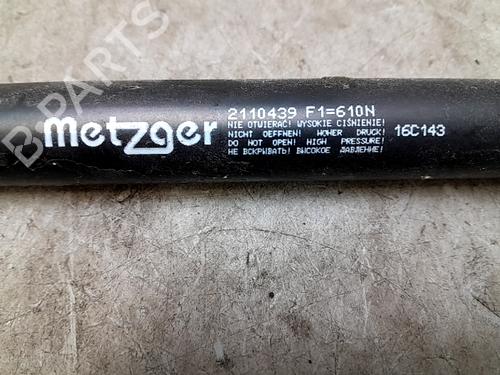 B-PARTS
Metzger
2110439 F1=610N
NIE OTWIERAĆ! WYSOKIE CIŚNIENIE!
NICHT OEFFNEN! HOHER DRUCK!
DO NOT OPEN! HIGH PRESSURE!
НЕ ВСКРЫВАТЬ! ВЫСОКОЕ ДАВЛЕНИЕ!
16C143